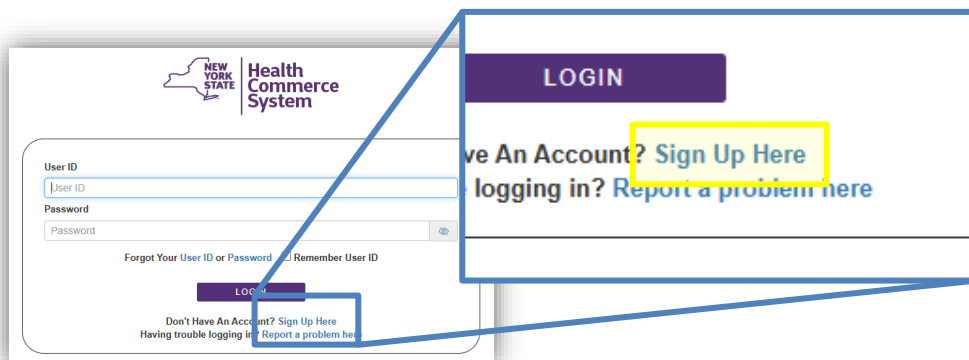 NEW
YORK
STATE
Health
Commerce
System
User ID
User ID
Password
Password
Forgot Your User ID or Password Remember User ID
LOGIN
Don't Have An Account? Sign Up Here
Having trouble logging in? Report a problem here
LOGIN
ve An Account? Sign Up Here
logging in? Report a problem here